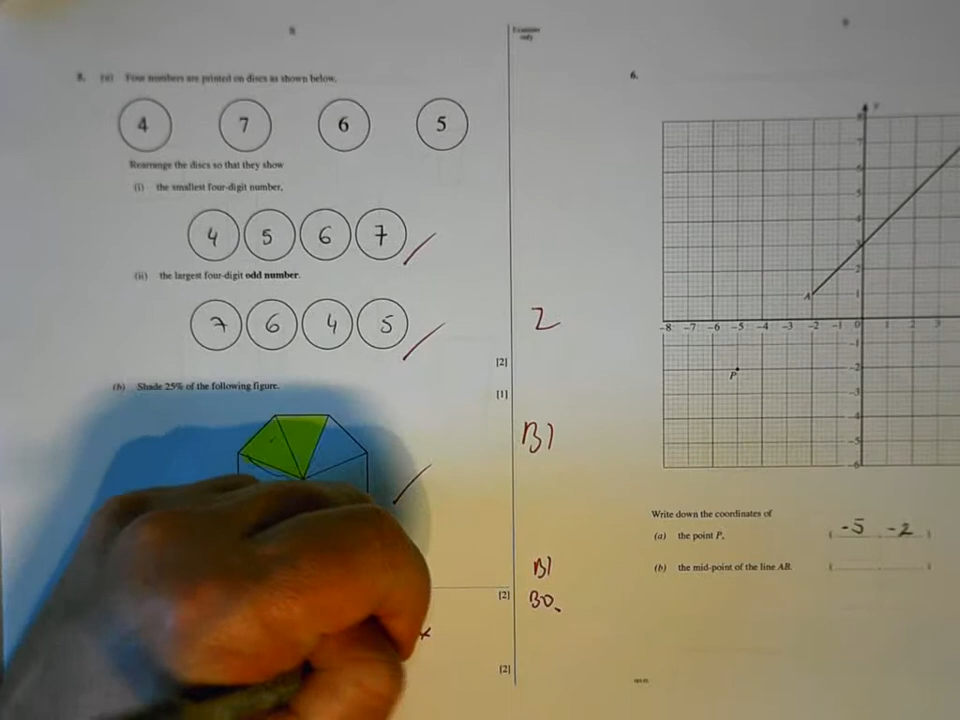 8
Examiner
only
5. (a) Four numbers are printed on discs as shown below.
4 7 6 5
Rearrange the discs so that they show
(i) the smallest four-digit number,
4 5 6 7
(ii) the largest four-digit odd number.
7 6 4 5
2
[2]
(b) Shade 25% of the following figure.
[1]
B1
B1
[2] B0
[2]
9
6.
y
8
7
6
5
4
3
2
A 1
-8 -7 -6 -5 -4 -3 -2 -1 0 1 2 3
-1
P -2
-3
-4
-5
-6
Write down the coordinates of
(a) the point P, ( -5 , -2 )
(b) the mid-point of the line AB. ( )